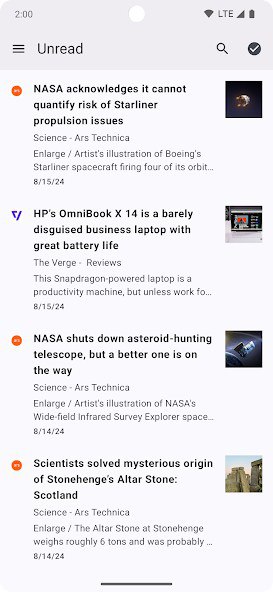 2:00
LTE
Unread
NASA acknowledges it cannot
quantify risk of Starliner
propulsion issues
Science - Ars Technica
Enlarge / Artist's illustration of Boeing's
Starliner spacecraft firing four of its orbit…
8/15/24
HP's OmniBook X 14 is a barely
disguised business laptop with
great battery life
The Verge - Reviews
This Snapdragon-powered laptop is a
productivity machine, but unless work fo…
8/15/24
NASA shuts down asteroid-hunting
telescope, but a better one is on
the way
Science - Ars Technica
Enlarge / Artist's illustration of NASA's
Wide-field Infrared Survey Explorer space…
8/14/24
Scientists solved mysterious origin
of Stonehenge's Altar Stone:
Scotland
Science - Ars Technica
Enlarge / The Altar Stone at Stonehenge
weighs roughly 6 tons and was probably …
8/14/24